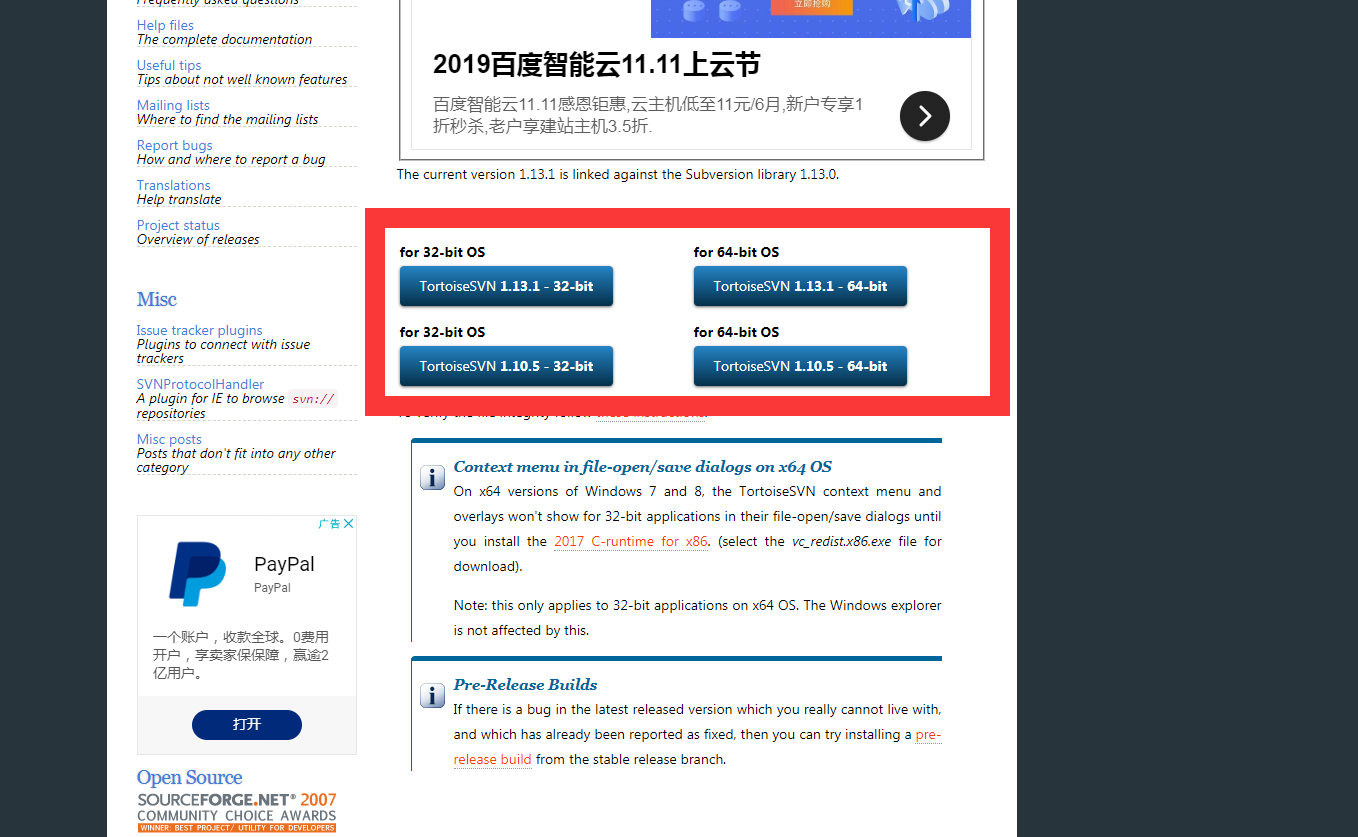 Frequently asked questions
Help files
The complete documentation
Useful tips
Tips about not well known features
Mailing lists
Where to find the mailing lists
Report bugs
How and where to report a bug
Translations
Help translate
Project status
Overview of releases
Misc
Issue tracker plugins
Plugins to connect with issue
trackers
SVNProtocolHandler
A plugin for IE to browse svn://
repositories
Misc posts
Posts that don't fit into any other
category
广告
PayPal
PayPal
一个账户，收款全球。0费用
开户，享卖家保保障，赢逾2
亿用户。
打开
Open Source
SOURCEFORGE.NET® 2007
COMMUNITY CHOICE AWARDS
WINNER: BEST PROJECT/ UTILITY FOR DEVELOPERS
立即抢购
2019百度智能云11.11上云节
百度智能云11.11感恩钜惠,云主机低至11元/6月,新户专享1
折秒杀,老户享建站主机3.5折.
The current version 1.13.1 is linked against the Subversion library 1.13.0.
for 32-bit OS
for 64-bit OS
TortoiseSVN 1.13.1 - 32-bit
TortoiseSVN 1.13.1 - 64-bit
for 32-bit OS
for 64-bit OS
TortoiseSVN 1.10.5 - 32-bit
TortoiseSVN 1.10.5 - 64-bit
To verify the file integrity follow these instructions.
Context menu in file-open/save dialogs on x64 OS
On x64 versions of Windows 7 and 8, the TortoiseSVN context menu and
overlays won't show for 32-bit applications in their file-open/save dialogs until
you install the 2017 C-runtime for x86. (select the vc_redist.x86.exe file for
download).
Note: this only applies to 32-bit applications on x64 OS. The Windows explorer
is not affected by this.
Pre-Release Builds
If there is a bug in the latest released version which you really cannot live with,
and which has already been reported as fixed, then you can try installing a pre-
release build from the stable release branch.